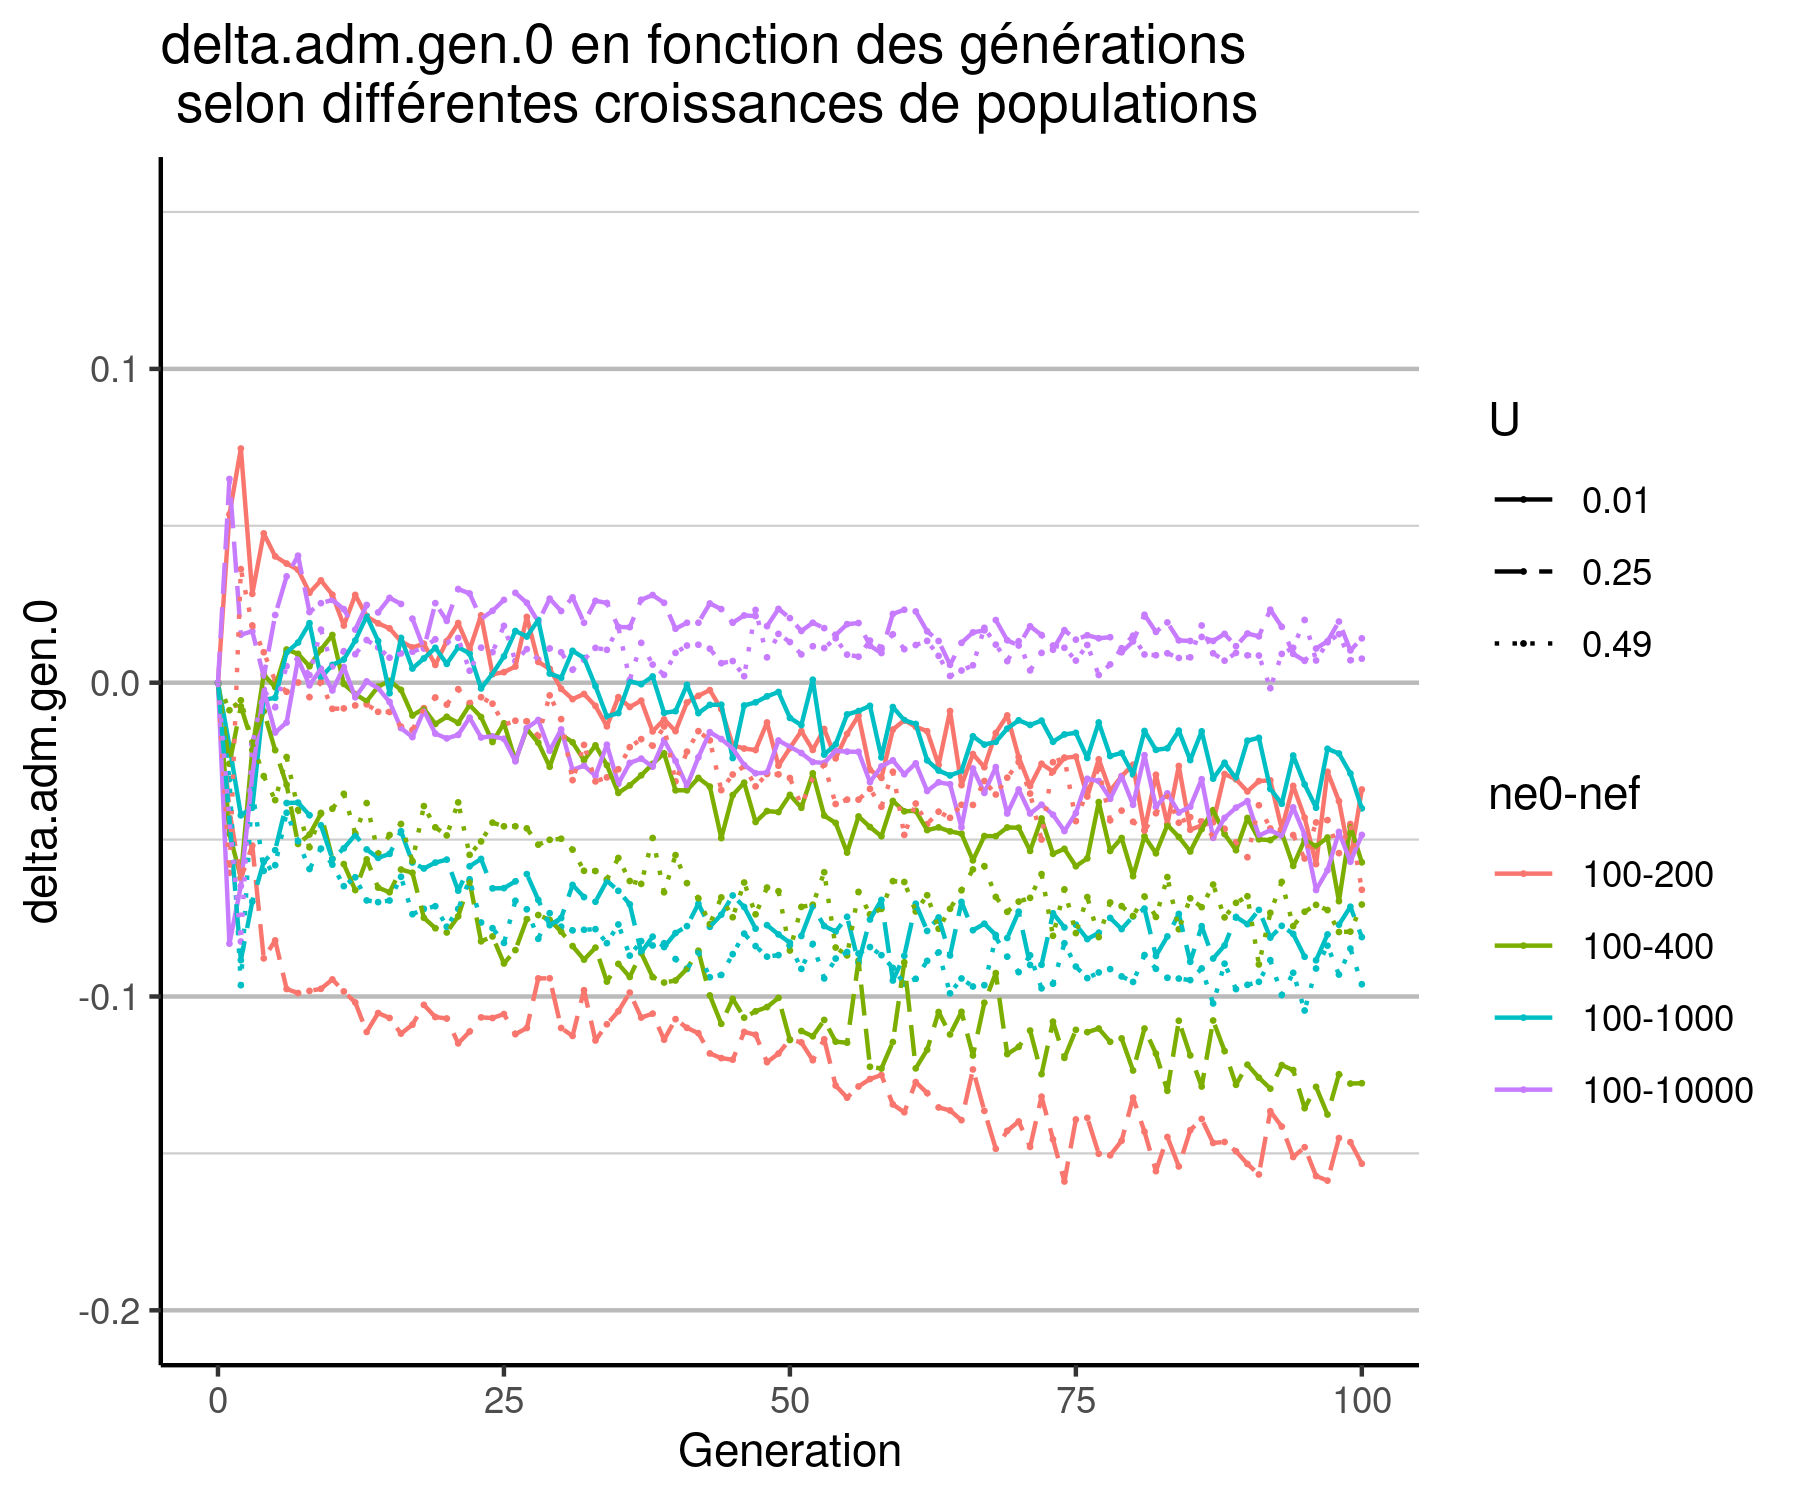 delta.adm.gen.0 en fonction des générations
selon différentes croissances de populations
delta.adm.gen.0
0.1
0.0
-0.1
-0.2
0
25
50
75
100
Generation
U
0.01
0.25
0.49
ne0-nef
100-200
100-400
100-1000
100-10000